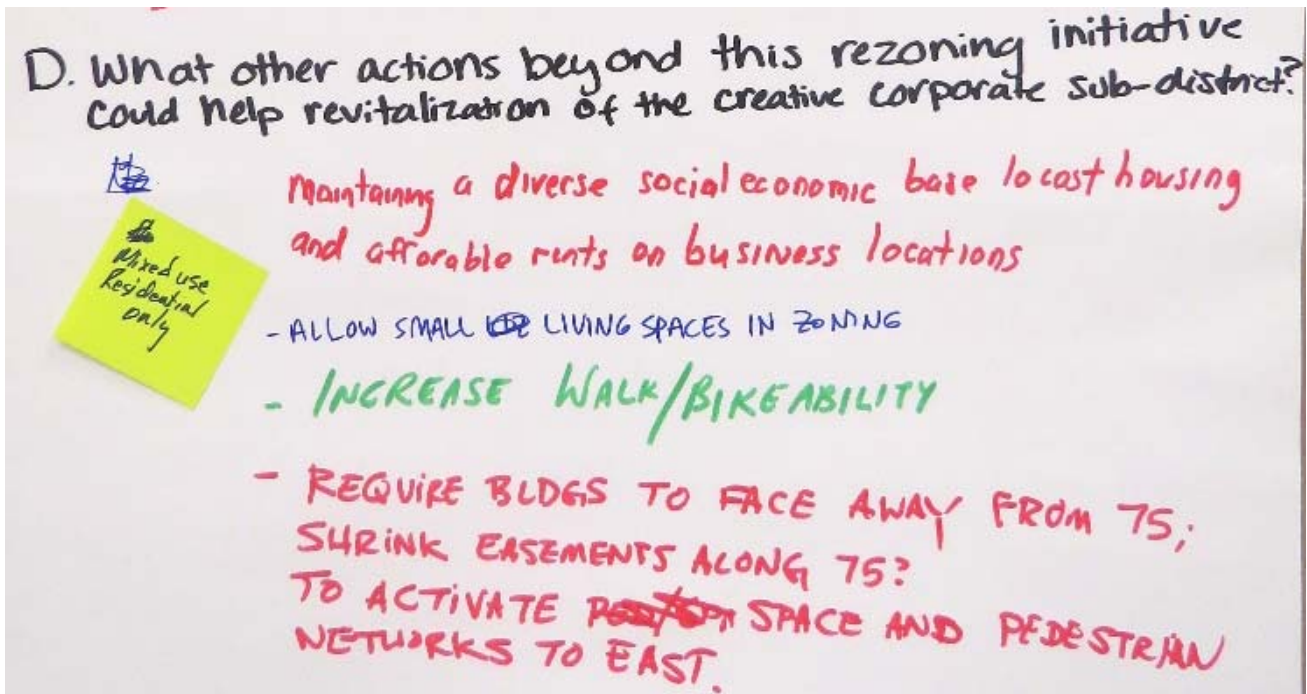 D. What other actions beyond this rezoning initiative
could help revitalization of the creative corporate sub-district?
maintaining a diverse social economic base lo cost housing
and afforable rents on business locations
Mixed use
Residential
only
- ALLOW SMALL LIVING SPACES IN ZONING
- INCREASE WALK/BIKEABILITY
- REQUIRE BLDGS TO FACE AWAY FROM 75;
SHRINK EASEMENTS ALONG 75?
TO ACTIVATE SPACE AND PEDESTRIAN
NETWORKS TO EAST.